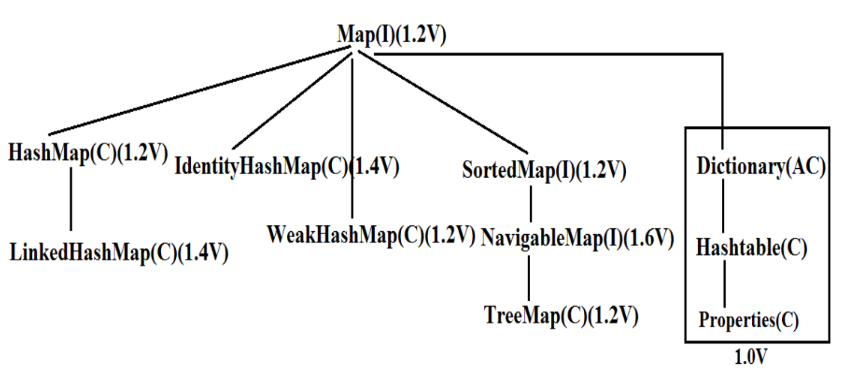 Map(I)(1.2V)
HashMap(C)(1.2V)
IdentityHashMap(C)(1.4V)
SortedMap(I)(1.2V)
Dictionary(AC)
LinkedHashMap(C)(1.4V)
WeakHashMap(C)(1.2V)
NavigableMap(I)(1.6V)
Hashtable(C)
TreeMap(C)(1.2V)
Properties(C)
1.0V